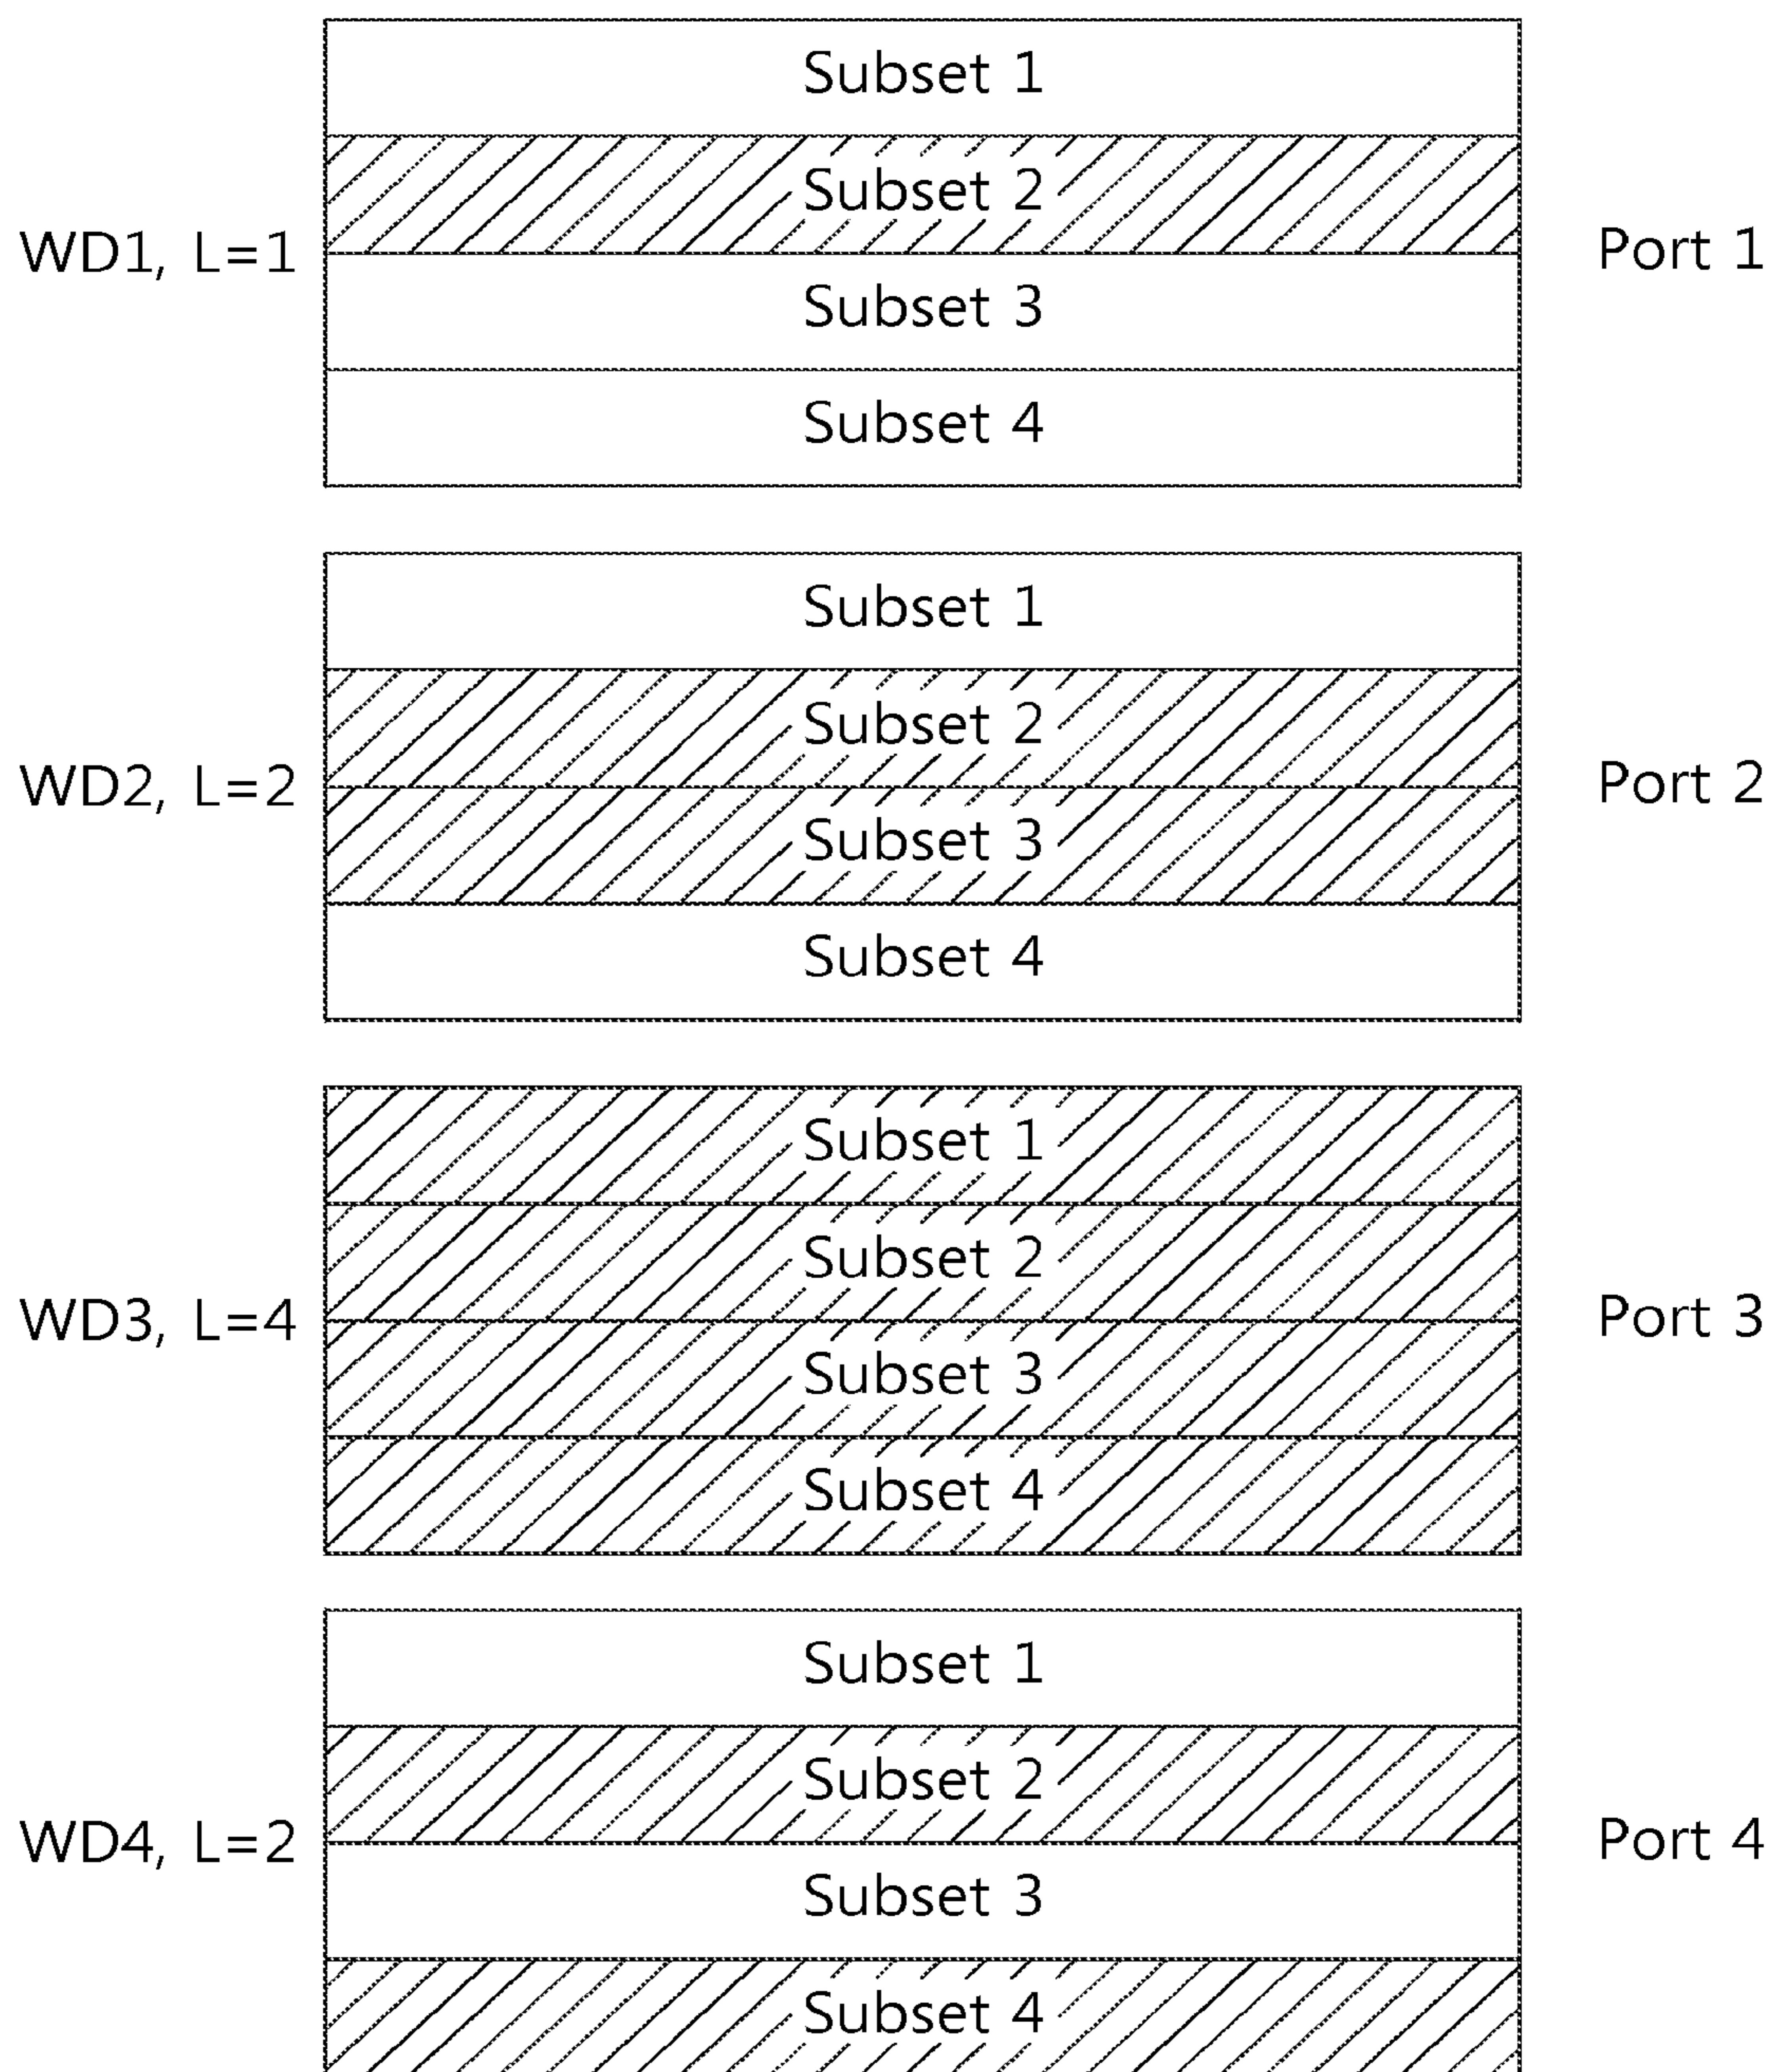 Subset 1
Subset 2
WD1, L=1
Port 1
Subset 3
Subset 4
Subset 1
Subset 2
WD2, L=2
Port 2
Subset 3
Subset 4
Subset 1
Subset 2
WD3, L=4
Port 3
Subset 3
Subset 4
Subset 1
Subset 2
WD4, L=2
Port 4
Subset 3
Subset 4